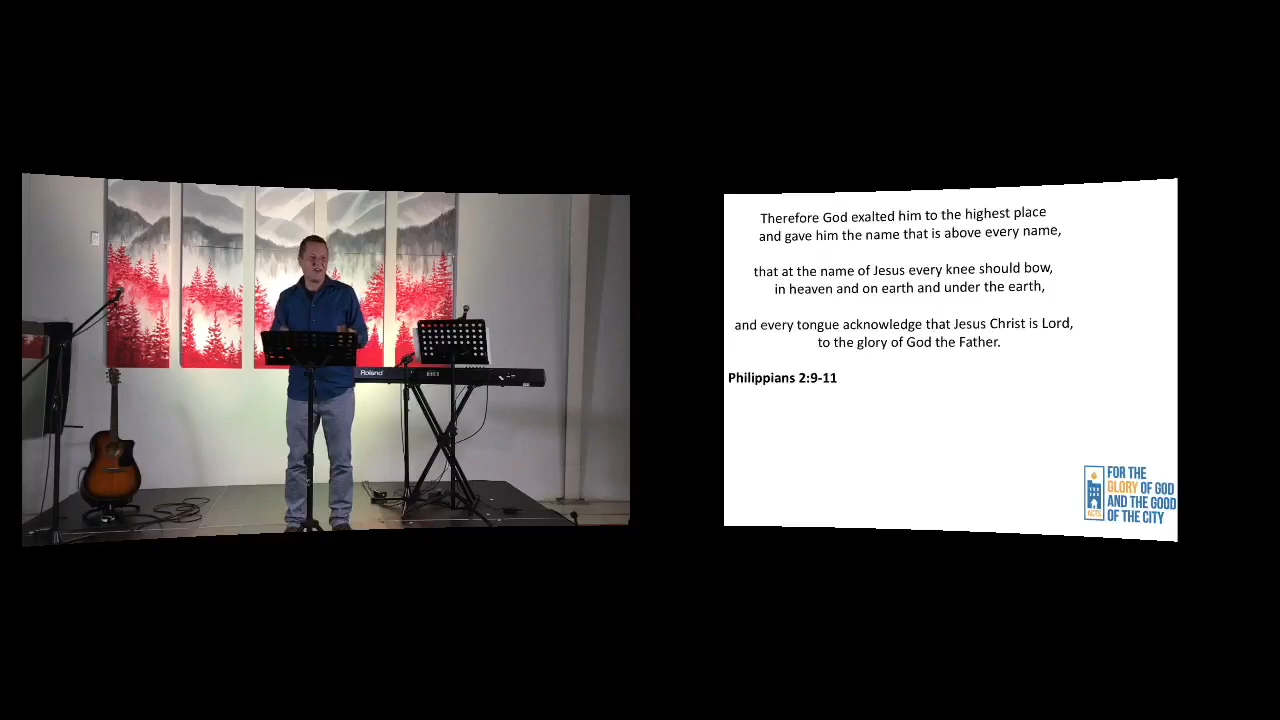 Roland
Therefore God exalted him to the highest place
and gave him the name that is above every name,
that at the name of Jesus every knee should bow,
in heaven and on earth and under the earth,
and every tongue acknowledge that Jesus Christ is Lord,
to the glory of God the Father.
Philippians 2:9-11
ACTS
FOR THE
GLORY OF GOD
AND THE GOOD
OF THE CITY